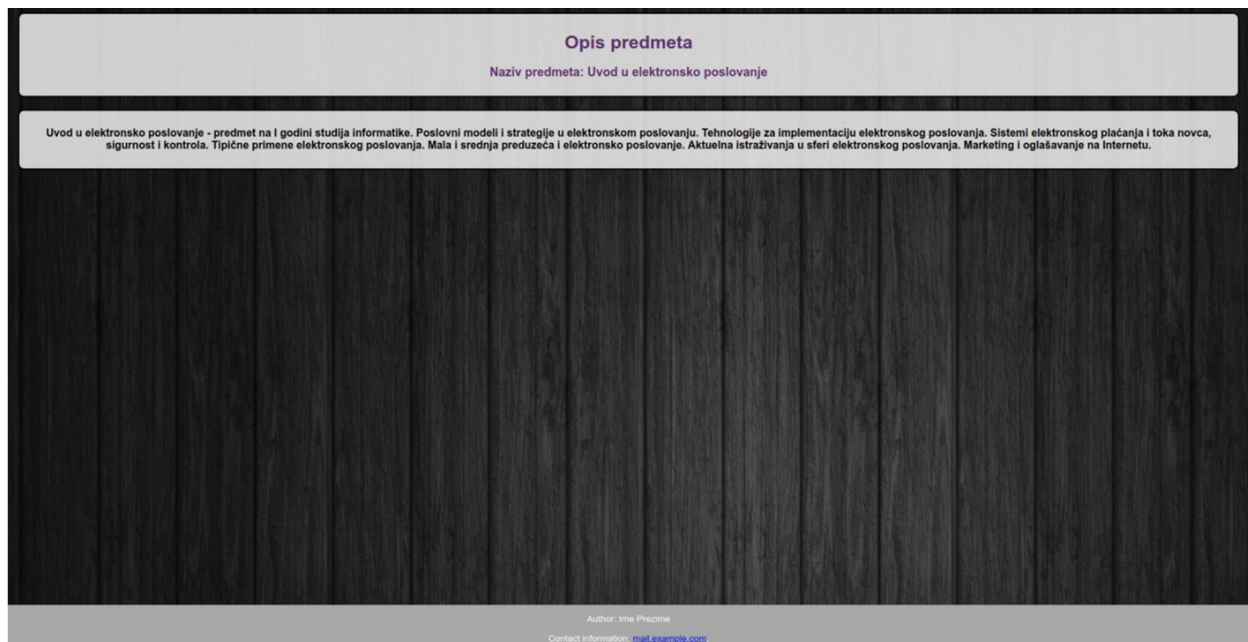 Opis predmeta
Naziv predmeta: Uvod u elektronsko poslovanje
Uvod u elektronsko poslovanje - predmet na I godini studija informatike. Poslovni modeli i strategije u elektronskom poslovanju. Tehnologije za implementaciju elektronskog poslovanja. Sistemi elektronskog plaćanja i toka novca,
sigurnost i kontrola. Tipične primene elektronskog poslovanja. Mala i srednja preduzeća i elektronsko poslovanje. Aktuelna istraživanja u sferi elektronskog poslovanja. Marketing i oglašavanje na Internetu.
Author: Ime Prezime
Contact information: mail.example.com